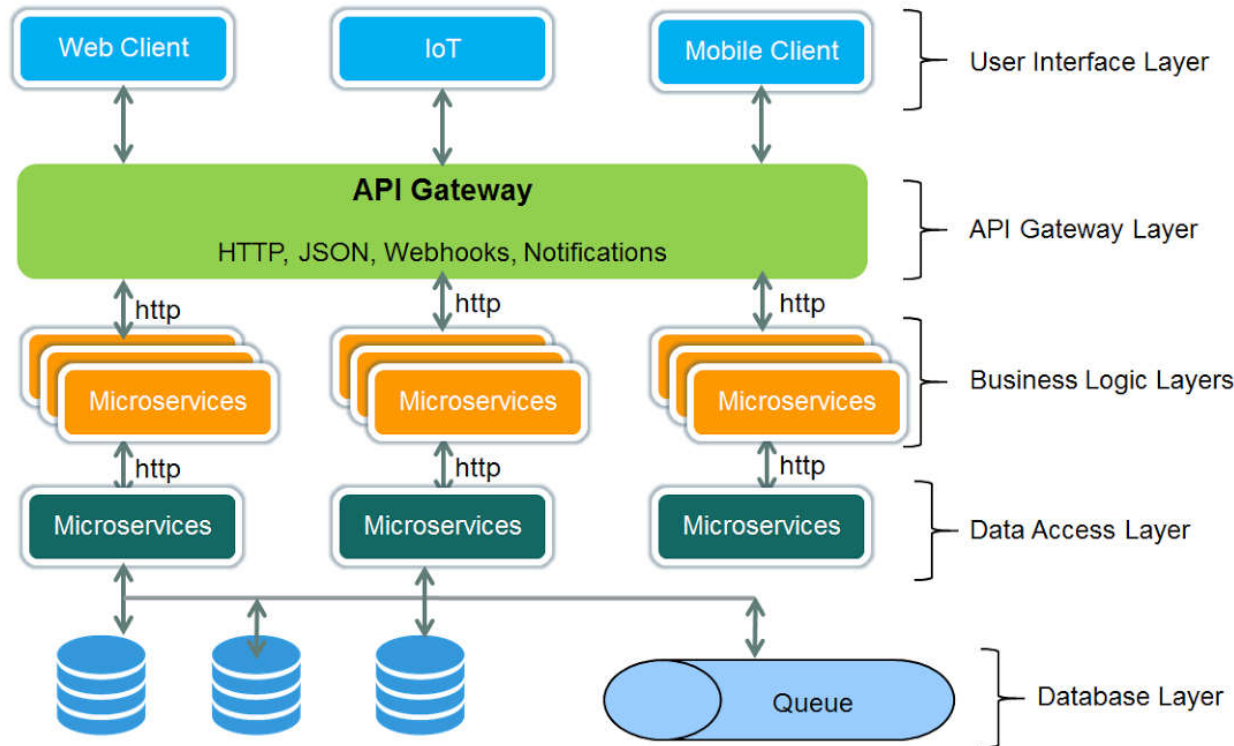 Web Client
IoT
Mobile Client
User Interface Layer
API Gateway
HTTP, JSON, Webhooks, Notifications
API Gateway Layer
http
http
http
Microservices
Microservices
Microservices
Business Logic Layers
http
http
http
Microservices
Microservices
Microservices
Data Access Layer
Queue
Database Layer